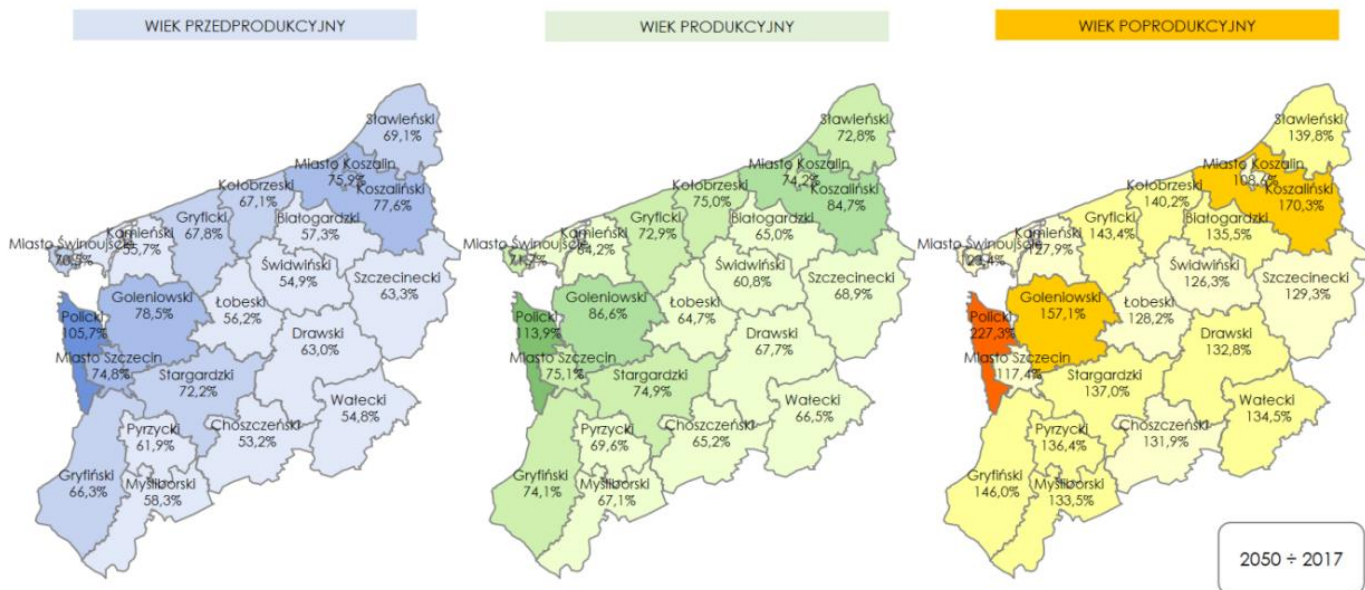 WIEK PRZEDPRODUKCYJNY
Sławieński
69,1%
Miasto Koszalin
75,9%
Koszaliński
77,6%
Kołobrzeski
67,1%
Gryficki
67,8%
Białogardzki
57,3%
Kamieński
55,7%
Miasto Świnoujście
70,5%
Świdwiński
54,9%
Szczecinecki
63,3%
Goleniowski
78,5%
Łobeski
56,2%
Policki
105,7%
Drawski
63,0%
Miasto Szczecin
74,8%
Stargardzki
72,2%
Wałecki
54,8%
Choszczeński
53,2%
Pyrzycki
61,9%
Gryfiński
66,3%
Myśliborski
58,3%
WIEK PRODUKCYJNY
Sławieński
72,8%
Miasto Koszalin
74,2%
Koszaliński
84,7%
Kołobrzeski
75,0%
Gryficki
72,9%
Białogardzki
65,0%
Kamieński
64,2%
Miasto Świnoujście
Świdwiński
60,8%
Szczecinecki
68,9%
Goleniowski
86,6%
Łobeski
64,7%
Policki
113,9%
Drawski
67,7%
Miasto Szczecin
75,1%
Stargardzki
74,9%
Wałecki
66,5%
Choszczeński
65,2%
Pyrzycki
69,6%
Gryfiński
74,1%
Myśliborski
67,1%
WIEK POPRODUKCYJNY
Sławieński
139,8%
Miasto Koszalin
108,6%
Koszaliński
170,3%
Kołobrzeski
140,2%
Gryficki
143,4%
Białogardzki
135,5%
Kamieński
127,9%
Miasto Świnoujście
Świdwiński
126,3%
Szczecinecki
129,3%
Goleniowski
157,1%
Łobeski
128,2%
Policki
227,3%
Drawski
132,8%
Miasto Szczecin
117,4%
Stargardzki
137,0%
Wałecki
134,5%
Choszczeński
131,9%
Pyrzycki
136,4%
Gryfiński
146,0%
Myśliborski
133,5%
2050 ÷ 2017